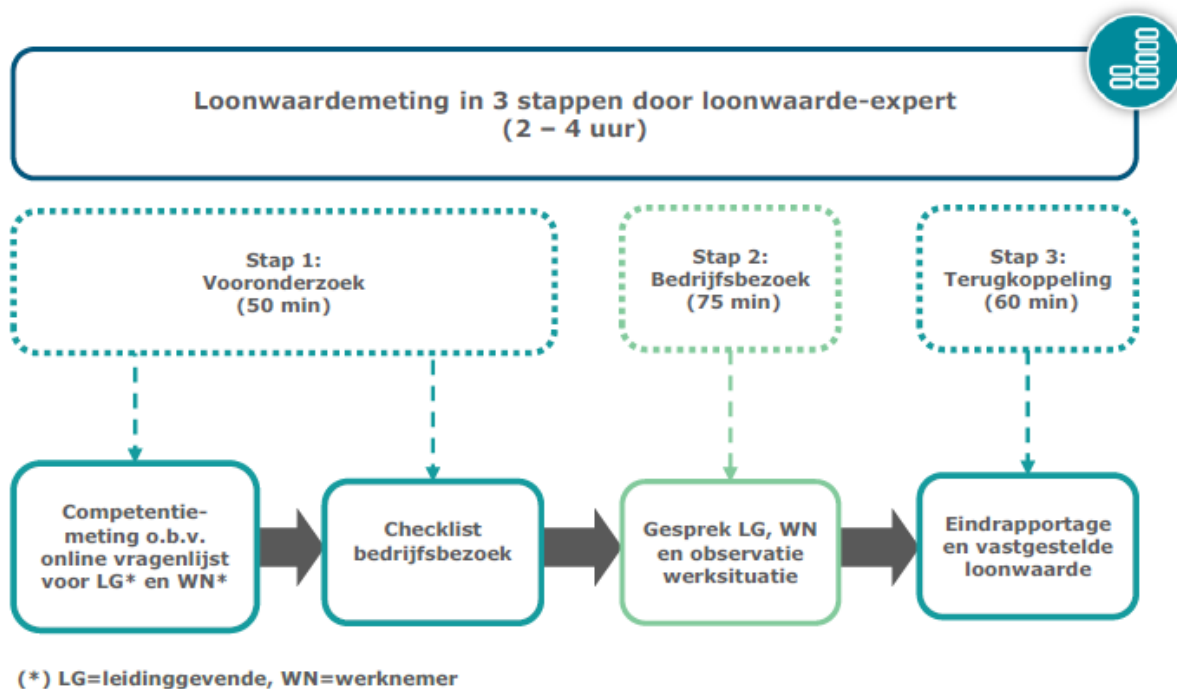 Loonwaardemeting in 3 stappen door loonwaarde-expert
(2 – 4 uur)
Stap 1:
Vooronderzoek
(50 min)
Stap 2:
Bedrijfsbezoek
(75 min)
Stap 3:
Terugkoppeling
(60 min)
Competentie-
meting o.b.v.
online vragenlijst
voor LG* en WN*
Checklist
bedrijfsbezoek
Gesprek LG, WN
en observatie
werksituatie
Eindrapportage
en vastgestelde
loonwaarde
(*) LG=leidinggevende, WN=werknemer